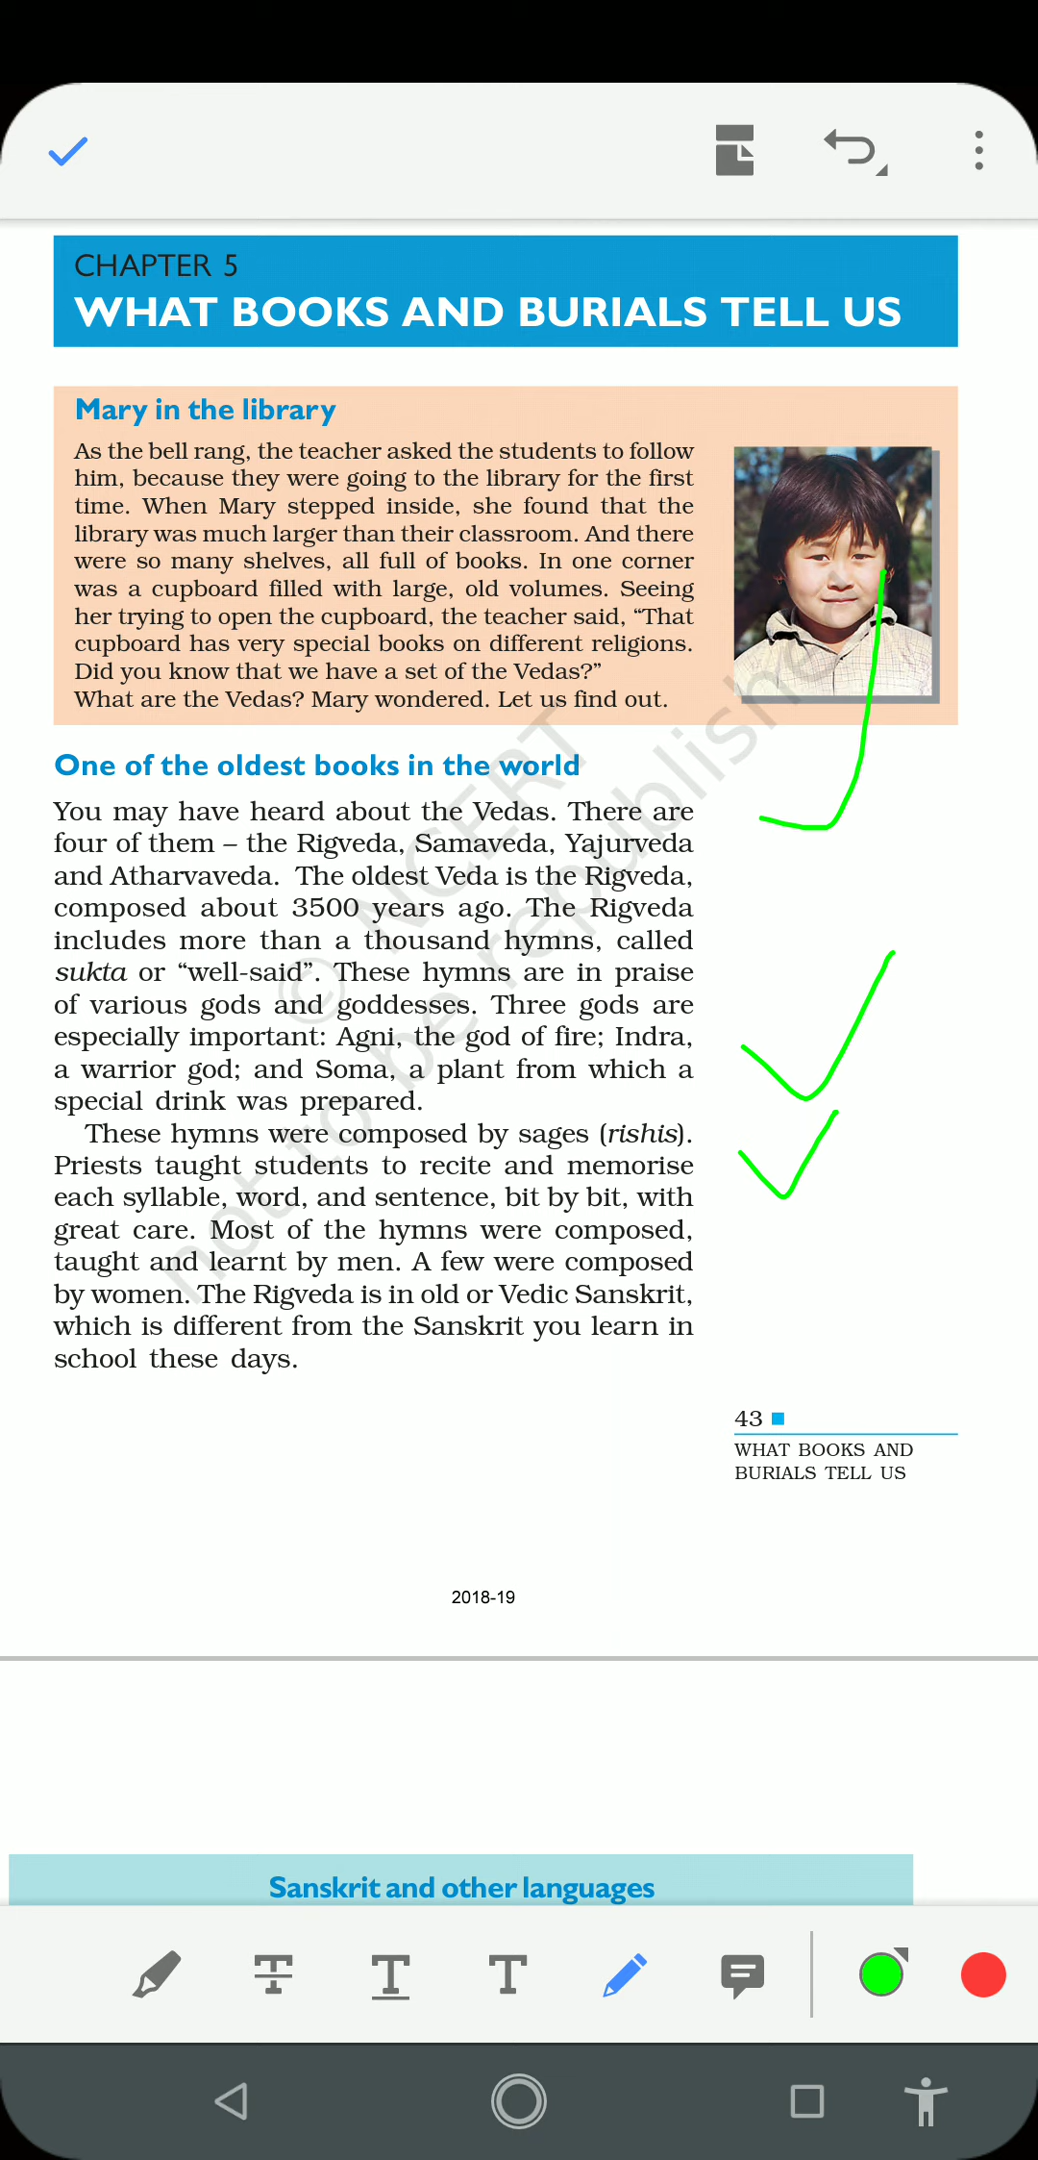 CHAPTER 5
WHAT BOOKS AND BURIALS TELL US
Mary in the library
As the bell rang, the teacher asked the students to follow
him, because they were going to the library for the first
time. When Mary stepped inside, she found that the
library was much larger than their classroom. And there
were so many shelves, all full of books. In one corner
was a cupboard filled with large, old volumes. Seeing
her trying to open the cupboard, the teacher said, “That
cupboard has very special books on different religions.
Did you know that we have a set of the Vedas?”
What are the Vedas? Mary wondered. Let us find out.
One of the oldest books in the world
You may have heard about the Vedas. There are
four of them – the Rigveda, Samaveda, Yajurveda
and Atharvaveda. The oldest Veda is the Rigveda,
composed about 3500 years ago. The Rigveda
includes more than a thousand hymns, called
sukta or “well-said”. These hymns are in praise
of various gods and goddesses. Three gods are
especially important: Agni, the god of fire; Indra,
a warrior god; and Soma, a plant from which a
special drink was prepared.
These hymns were composed by sages (rishis).
Priests taught students to recite and memorise
each syllable, word, and sentence, bit by bit, with
great care. Most of the hymns were composed,
taught and learnt by men. A few were composed
by women. The Rigveda is in old or Vedic Sanskrit,
which is different from the Sanskrit you learn in
school these days.
© NCERT
not to be republishe
43
WHAT BOOKS AND
BURIALS TELL US
2018-19
Sanskrit and other languages
T
T
T